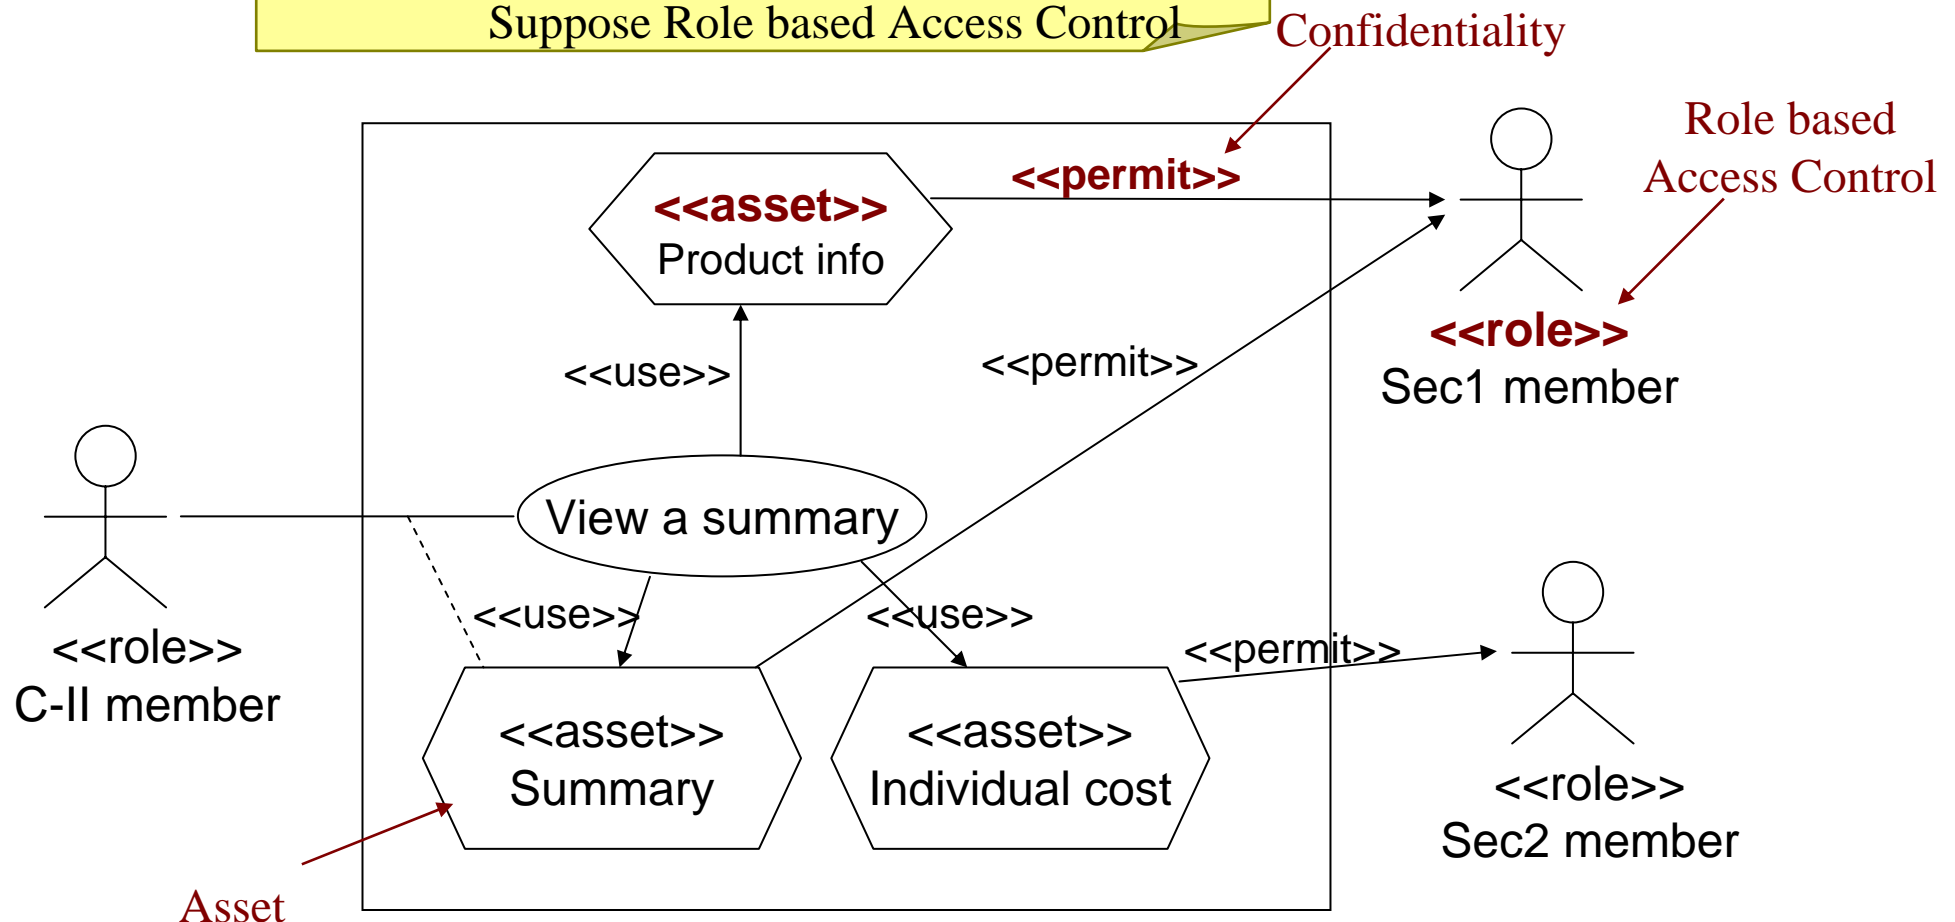 Suppose Role based Access Control
Confidentiality
Role based
Access Control
<<permit>>
<<asset>>
Product info
<<role>>
Sec1 member
<<use>>
<<permit>>
View a summary
<<use>>
<<use>>
<<role>>
C-II member
<<permit>>
<<asset>>
Summary
<<asset>>
Individual cost
<<role>>
Sec2 member
Asset